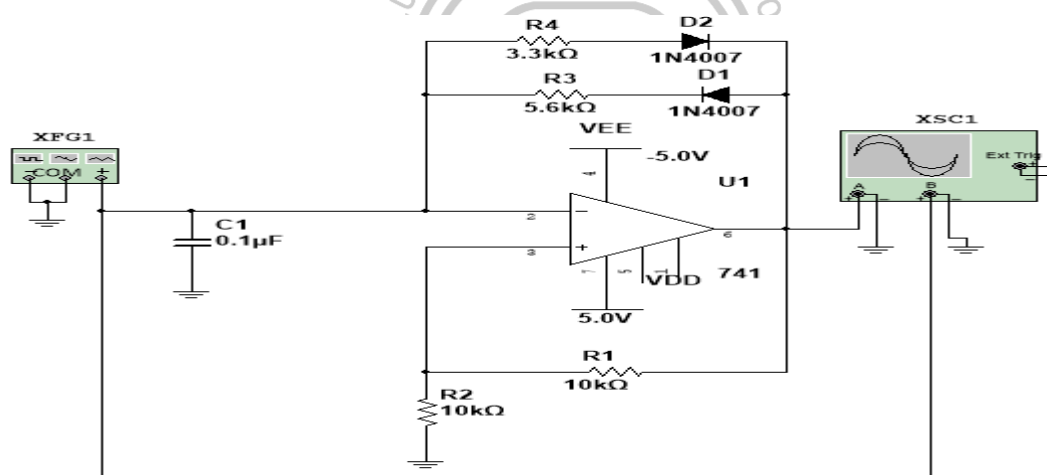 R4
3.3kΩ
D2
1N4007
R3
5.6kΩ
D1
1N4007
VEE
-5.0V
XFG1
COM
XSC1
Ext Trig
A
B
U1
4
2
3
6
7
5
1
741
VDD
5.0V
C1
0.1µF
R1
10kΩ
R2
10kΩ